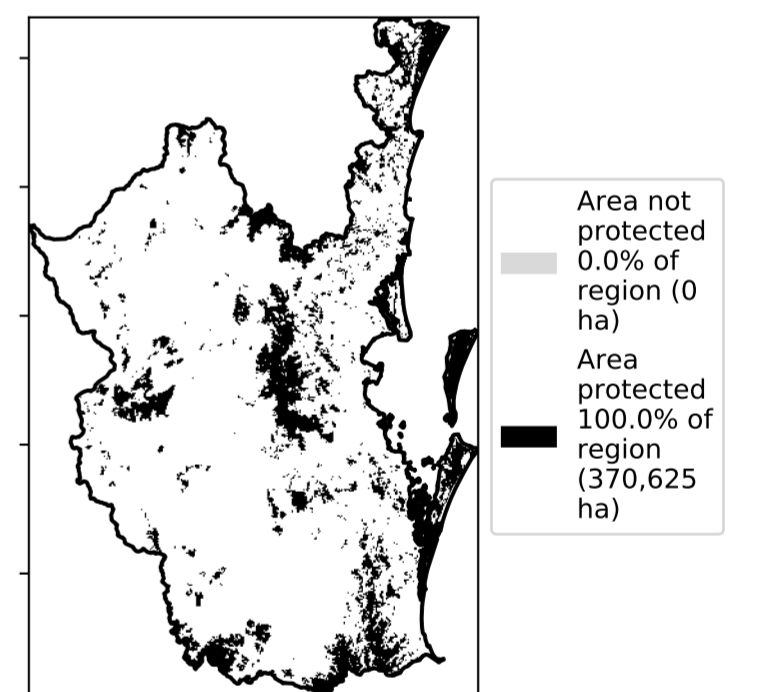 Area not
protected
0.0% of
region (0
ha)
Area
protected
100.0% of
region
(370,625
ha)